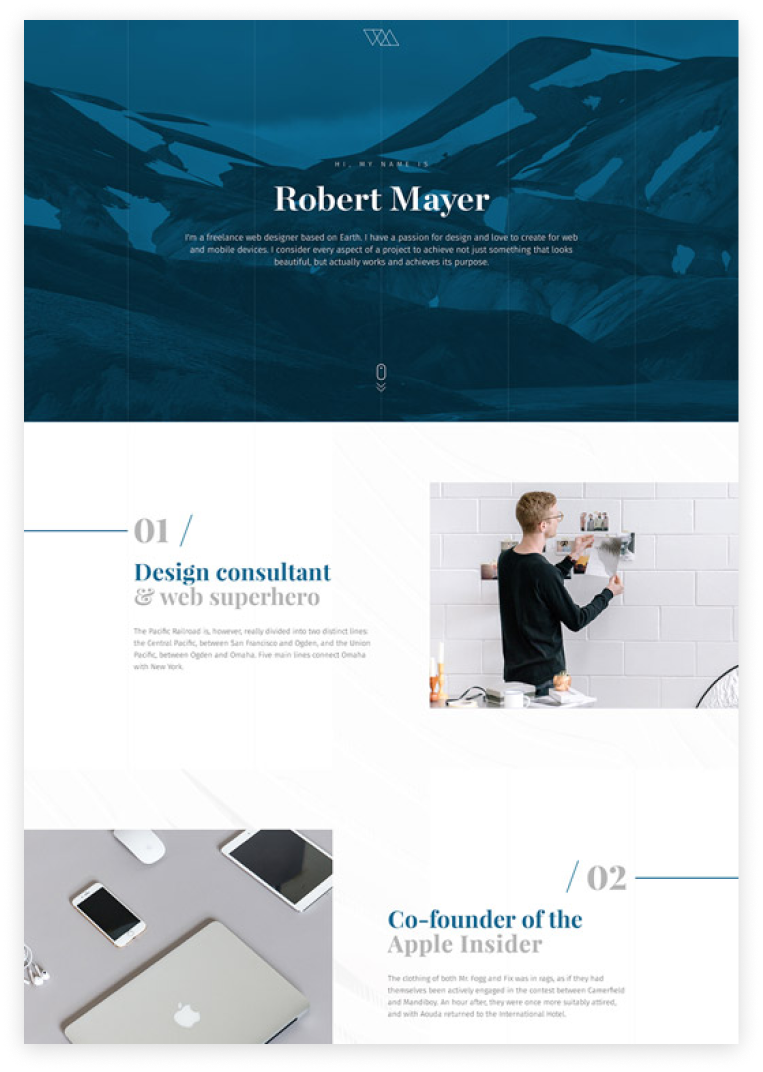 HI, MY NAME IS
Robert Mayer
I'm a freelance web designer based on Earth. I have a passion for design and love to create for web
and mobile devices. I consider every aspect of a project to achieve not just something that looks
beautiful, but actually works and achieves its purpose.
01 /
Design consultant
& web superhero
The Pacific Railroad is, however, really divided into two distinct lines:
the Central Pacific, between San Francisco and Ogden, and the Union
Pacific, between Ogden and Omaha. Five main lines connect Omaha
with New York.
/ 02
Co-founder of the
Apple Insider
The clothing of both Mr. Fogg and Fix was in rags, as if they had
themselves been actively engaged in the contest between Camerfield
and Mandiboy. An hour after, they were once more suitably attired,
and with Aouda returned to the International Hotel.